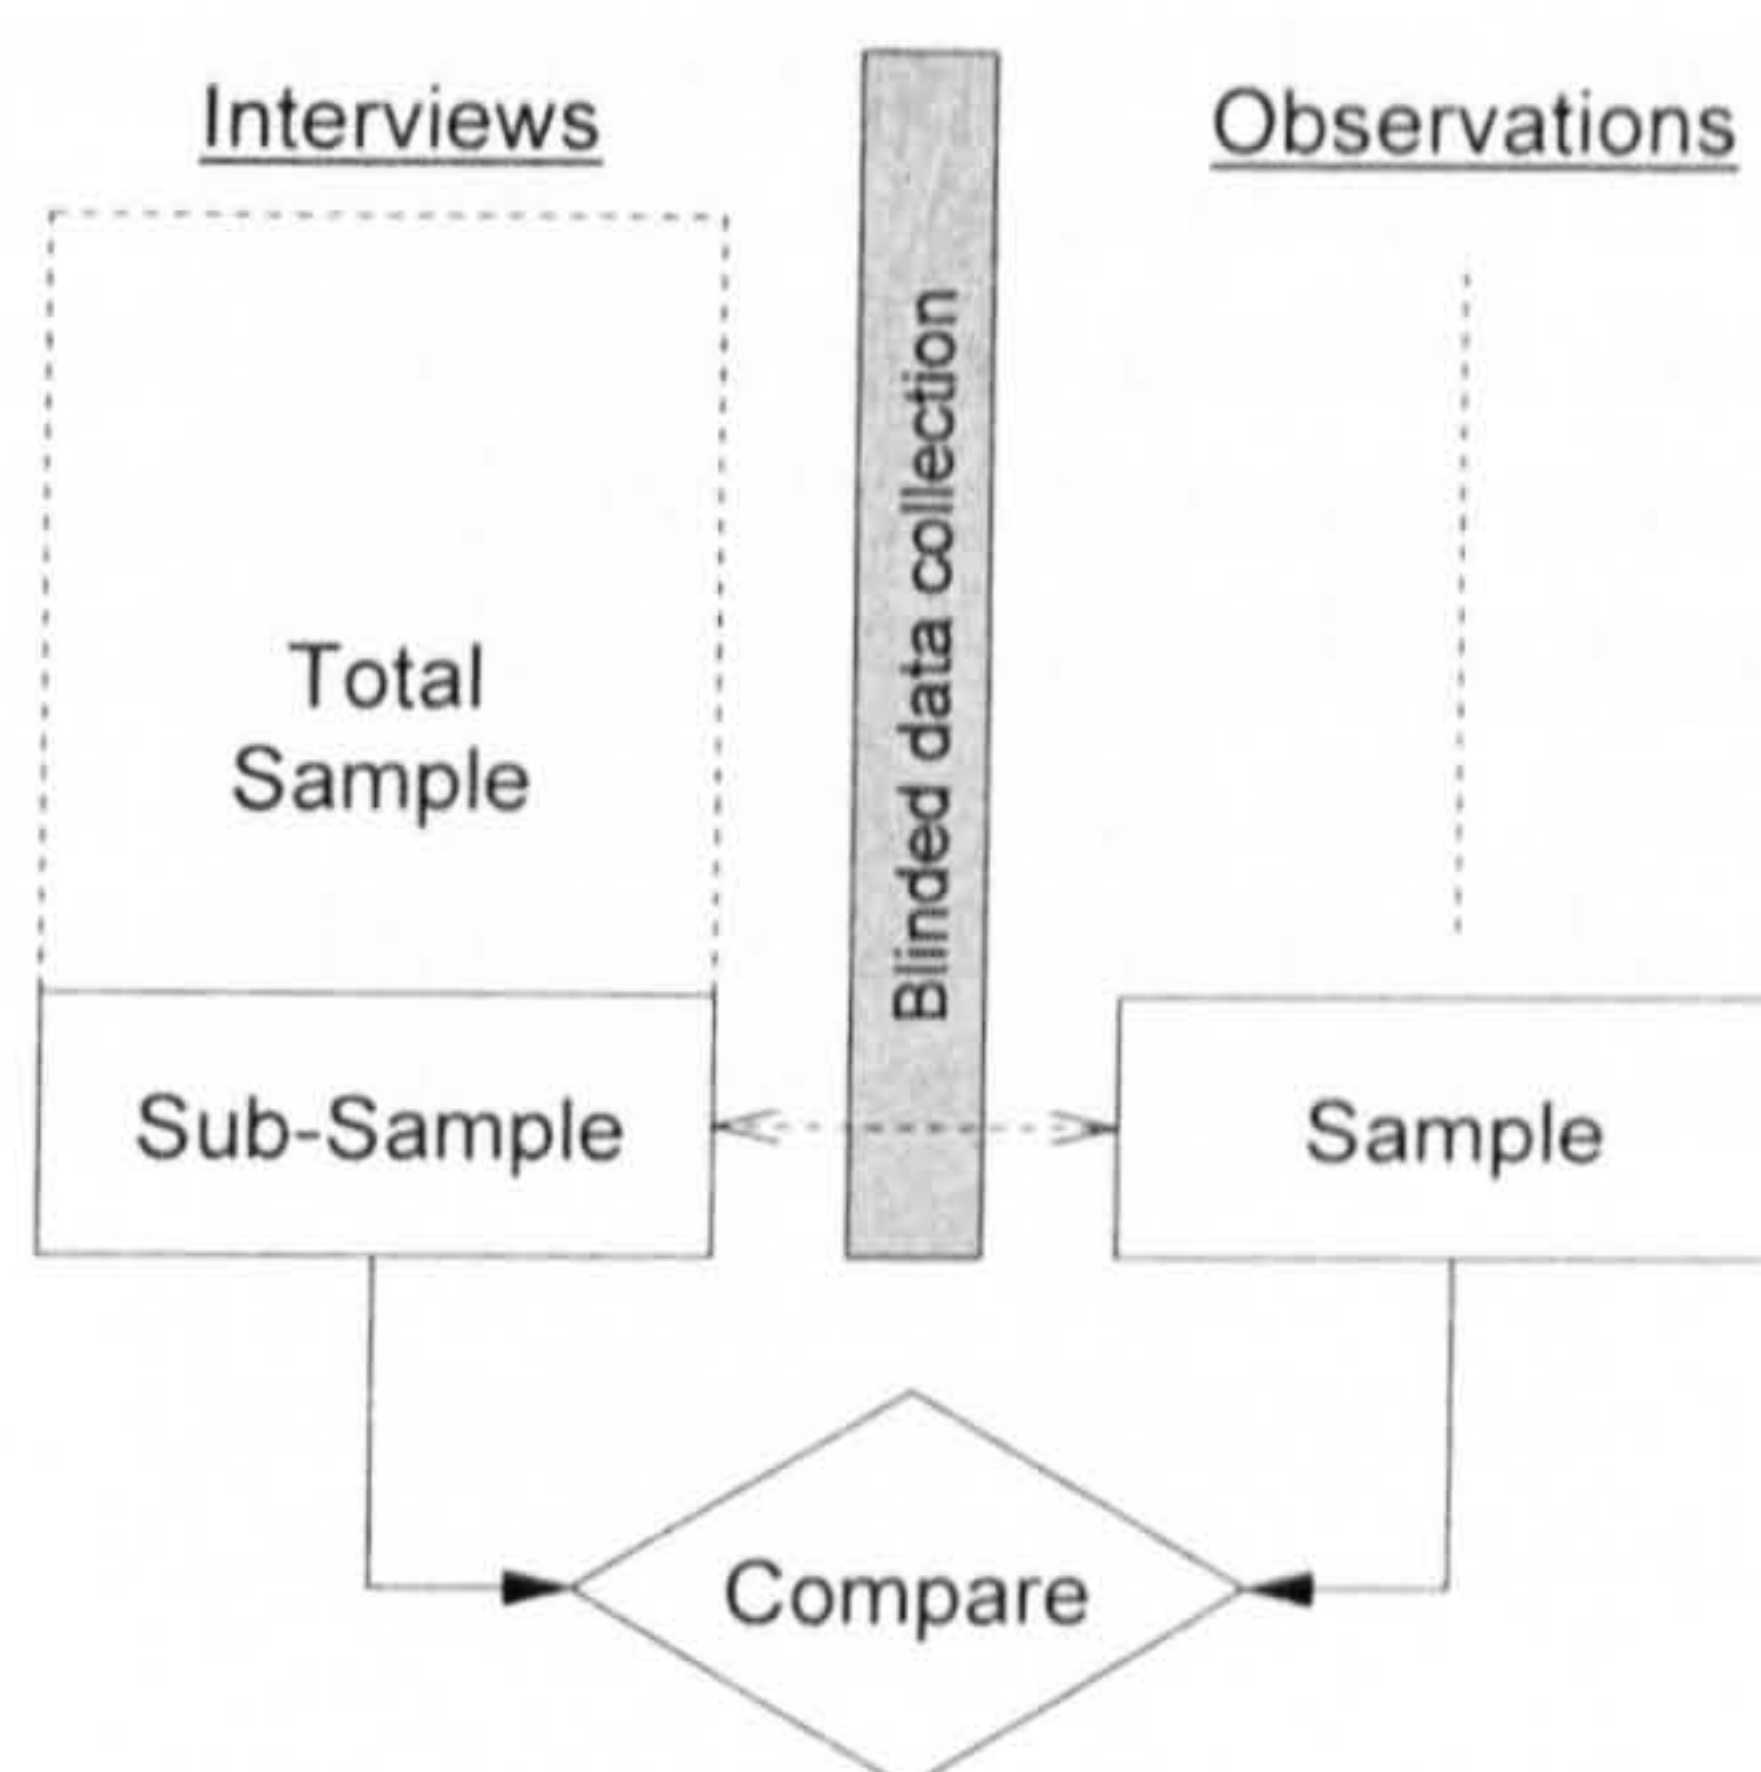 Interviews
Observations
Total
Sample
Blinded data collection
Sub-Sample
Sample
Compare